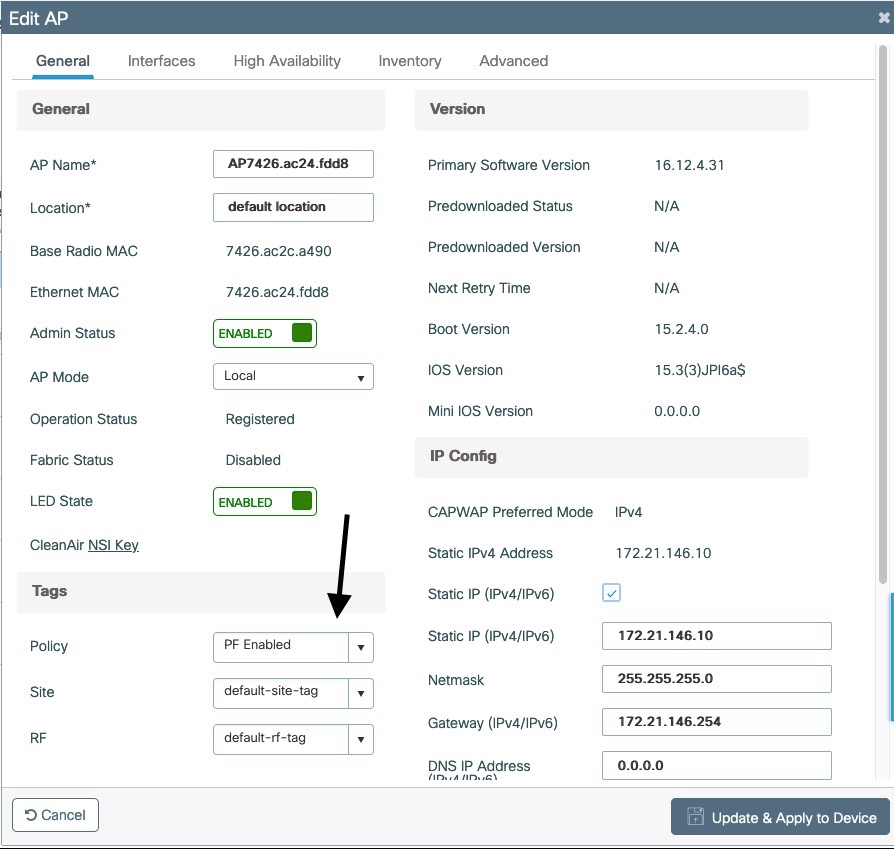 Edit AP
General Interfaces High Availability Inventory Advanced
General
AP Name* AP7426.ac24.fdd8
Location* default location
Base Radio MAC 7426.ac2c.a490
Ethernet MAC 7426.ac24.fdd8
Admin Status ENABLED
AP Mode Local
Operation Status Registered
Fabric Status Disabled
LED State ENABLED
CleanAir NSI Key
Tags
Policy PF Enabled
Site default-site-tag
RF default-rf-tag
Version
Primary Software Version 16.12.4.31
Predownloaded Status N/A
Predownloaded Version N/A
Next Retry Time N/A
Boot Version 15.2.4.0
IOS Version 15.3(3)JPI6a$
Mini IOS Version 0.0.0.0
IP Config
CAPWAP Preferred Mode IPv4
Static IPv4 Address 172.21.146.10
Static IP (IPv4/IPv6)
Static IP (IPv4/IPv6) 172.21.146.10
Netmask 255.255.255.0
Gateway (IPv4/IPv6) 172.21.146.254
DNS IP Address 0.0.0.0
(IPv4/IPv6)
Cancel
Update & Apply to Device